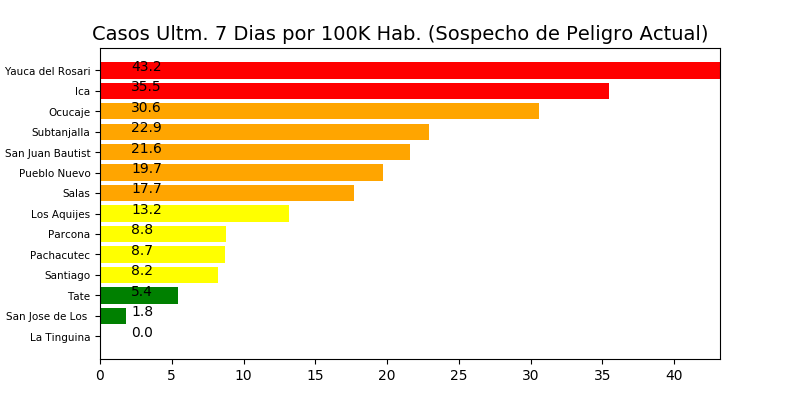 Casos Ultm. 7 Dias por 100K Hab. (Sospecho de Peligro Actual)
Yauca del Rosari 43.2
Ica 35.5
Ocucaje 30.6
Subtanjalla 22.9
San Juan Bautist 21.6
Pueblo Nuevo 19.7
Salas 17.7
Los Aquijes 13.2
Parcona 8.8
Pachacutec 8.7
Santiago 8.2
Tate 5.4
San Jose de Los 1.8
La Tinguina 0.0
0 5 10 15 20 25 30 35 40